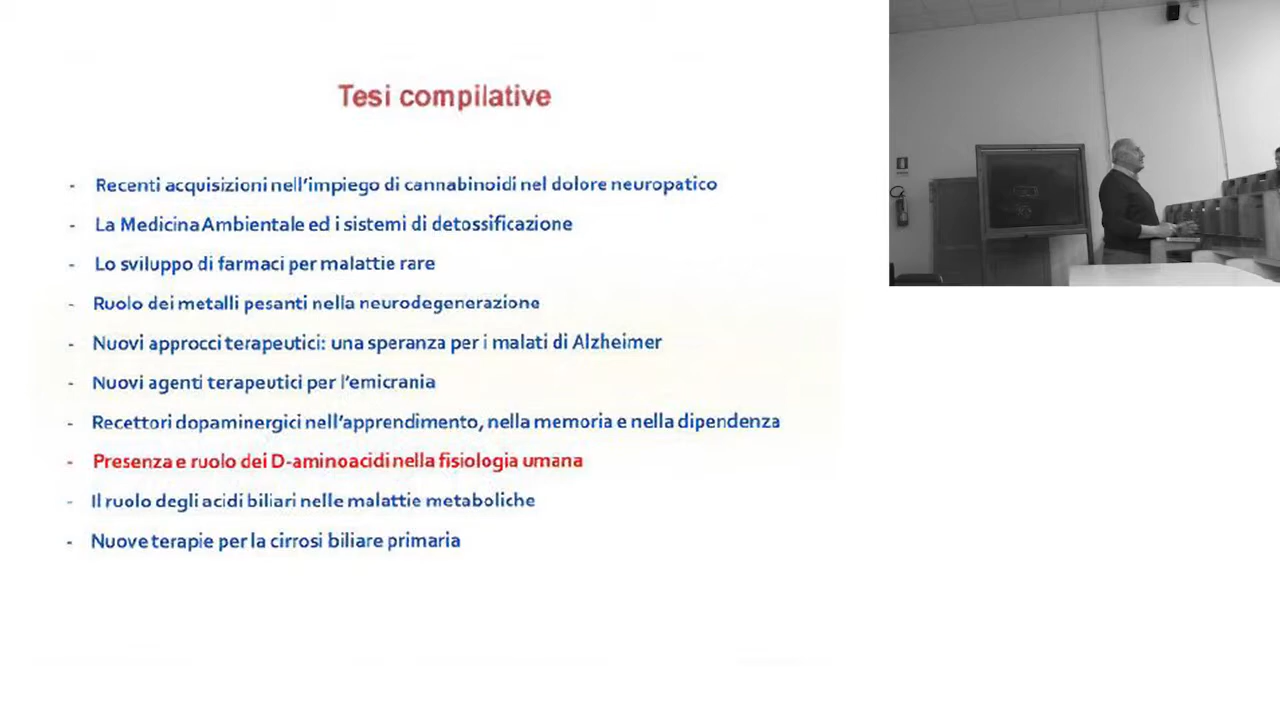 Tesi compilative
- Recenti acquisizioni nell'impiego di cannabinoidi nel dolore neuropatico
- La Medicina Ambientale ed i sistemi di detossificazione
- Lo sviluppo di farmaci per malattie rare
- Ruolo dei metalli pesanti nella neurodegenerazione
- Nuovi approcci terapeutici: una speranza per i malati di Alzheimer
- Nuovi agenti terapeutici per l'emicrania
- Recettori dopaminergici nell'apprendimento, nella memoria e nella dipendenza
- Presenza e ruolo dei D-aminoacidi nella fisiologia umana
- Il ruolo degli acidi biliari nelle malattie metaboliche
- Nuove terapie per la cirrosi biliare primaria